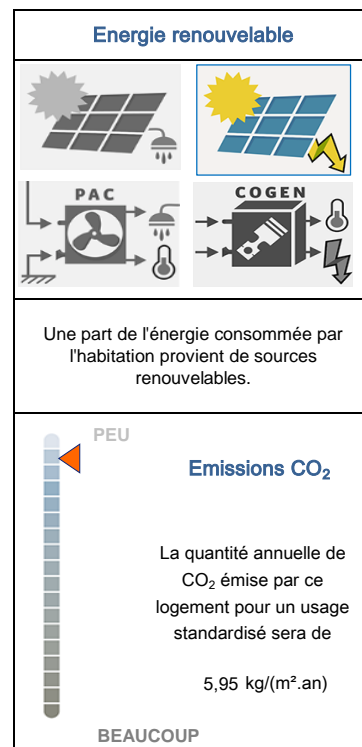 Energie renouvelable
PAC
COGEN
Une part de l'énergie consommée par
l'habitation provient de sources
renouvelables.
PEU
Emissions CO₂
La quantité annuelle de
CO₂ émise par ce
logement pour un usage
standardisé sera de
5,95 kg/(m².an)
BEAUCOUP